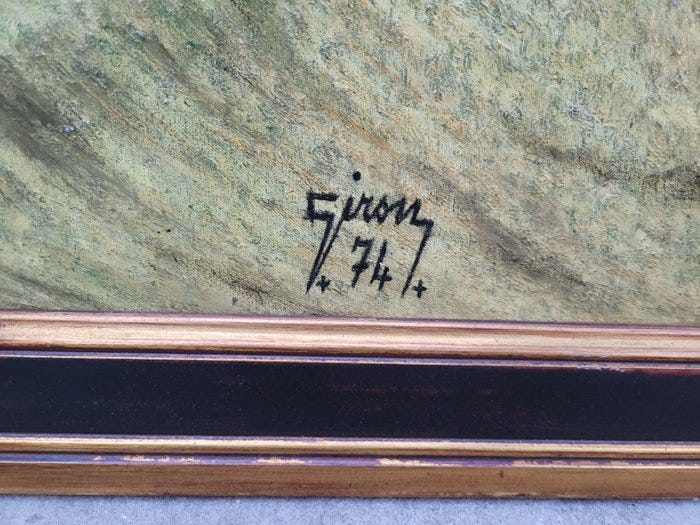 Giron
+ 74 +